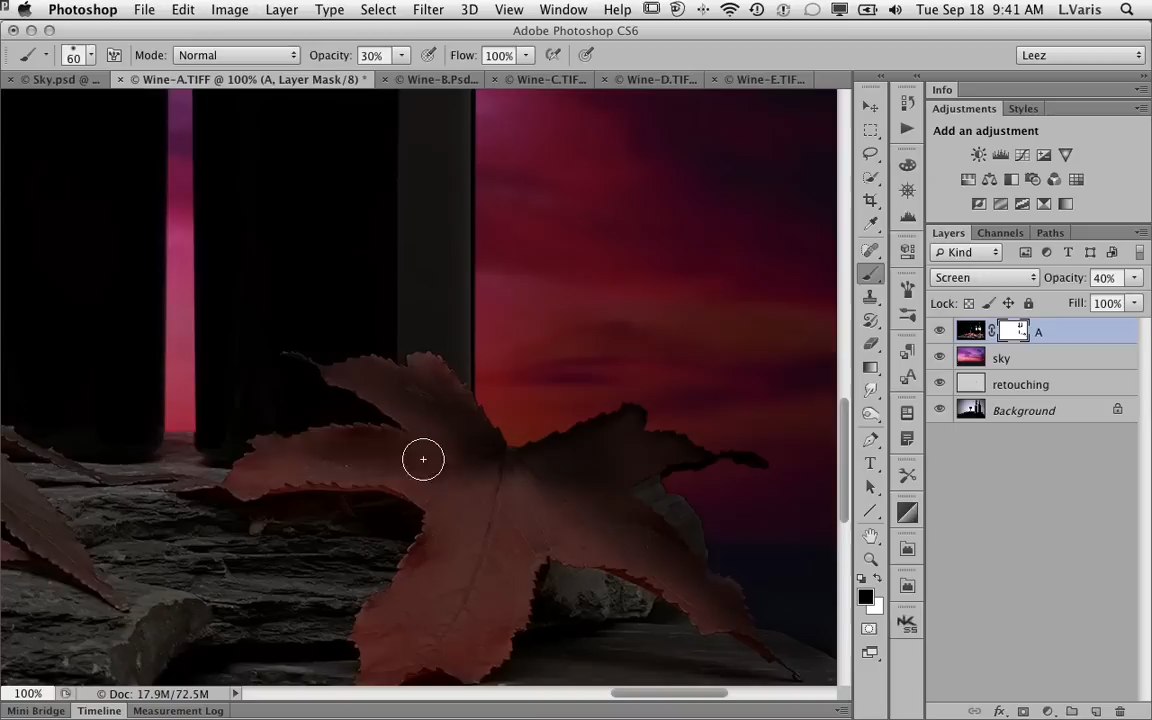 Photoshop File Edit Image Layer Type Select Filter 3D View Window Help Tue Sep 18 9:41 AM L.Varis
Adobe Photoshop CS6
60 Mode: Normal Opacity: 30% Flow: 100% Leez
× © Sky.psd @ ... × © Wine-A.TIFF @ 100% (A, Layer Mask/8) * × © Wine-B.Psd... × © Wine-C.TIF... × © Wine-D.TIF... × © Wine-E.TIF...
Info
Adjustments Styles
Add an adjustment
Layers Channels Paths
Kind
Screen Opacity: 40%
Lock: Fill: 100%
A
sky
retouching
Background
100% © Doc: 17.9M/72.5M
Mini Bridge Timeline Measurement Log